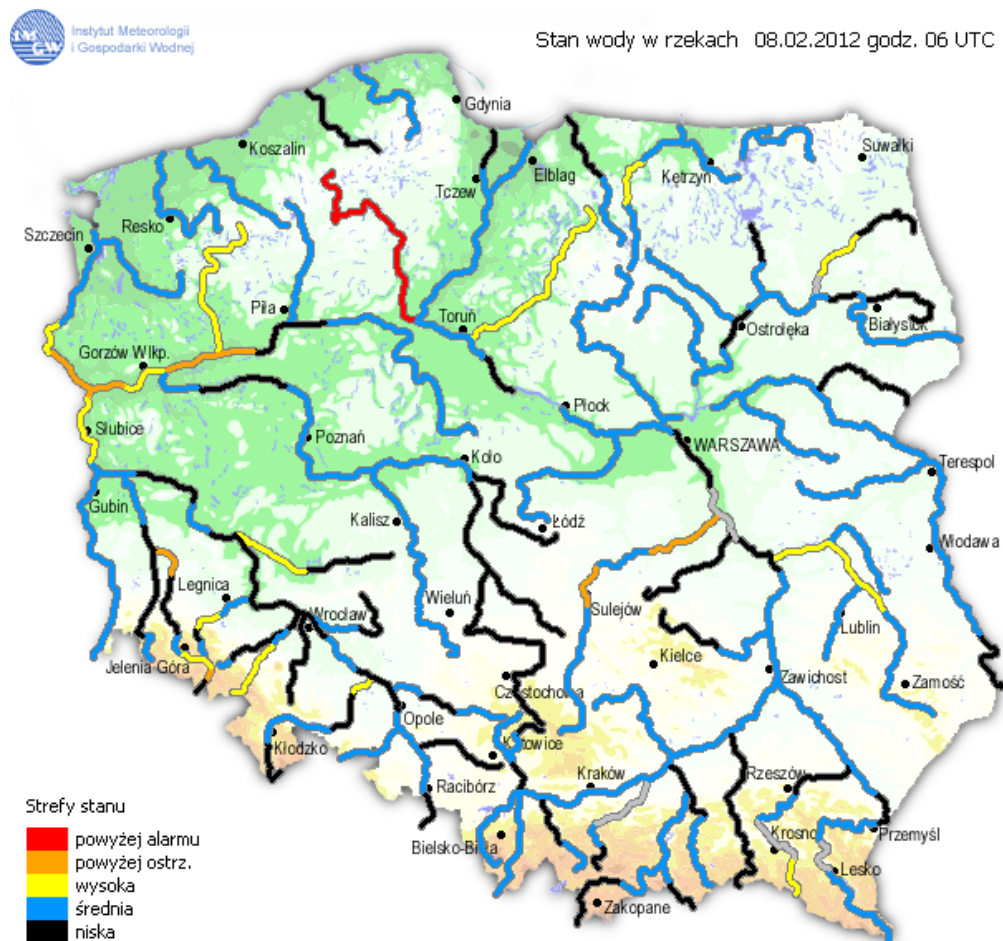 IMGW
Instytut Meteorologii
i Gospodarki Wodnej
Stan wody w rzekach 08.02.2012 godz. 06 UTC
Gdynia
Koszalin
Suwałki
Elbląg
Kętrzyn
Tczew
Resko
Szczecin
Piła
Toruń
Ostrołęka
Białystok
Gorzów Wlkp.
Płock
Słubice
Poznań
WARSZAWA
Koło
Terespol
Gubin
Kalisz
Łódź
Włodawa
Legnica
Wieluń
Sulejów
Wrocław
Lublin
Jelenia Góra
Kielce
Zawichost
Zamość
Częstochowa
Opole
Kłodzko
Katowice
Racibórz
Kraków
Rzeszów
Strefy stanu
Krosno
Przemyśl
Bielsko-Biała
Lesko
Zakopane
powyżej alarmu
powyżej ostrz.
wysoka
średnia
niska